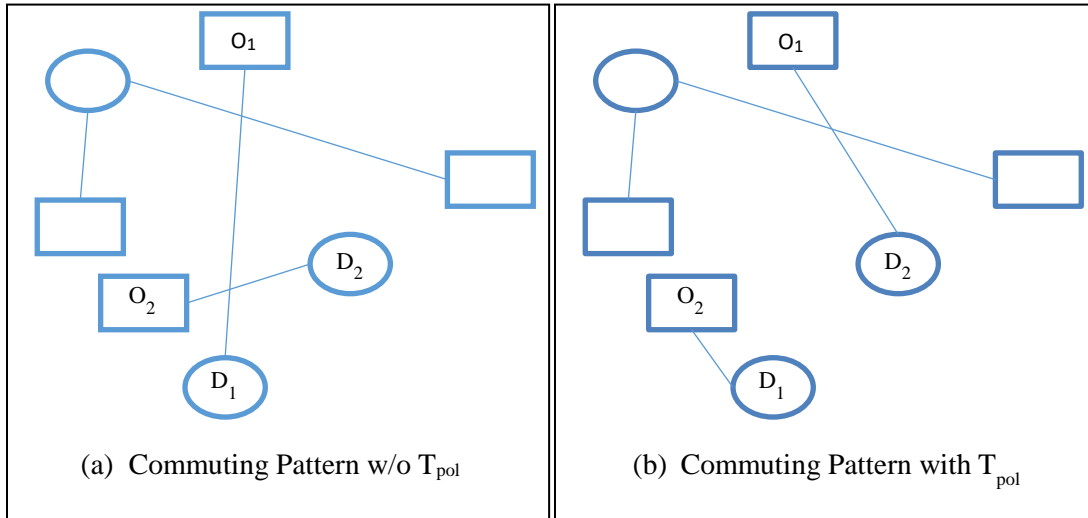 O1
D2
O2
D1
(a) Commuting Pattern w/o Tpol
O1
D2
O2
D1
(b) Commuting Pattern with Tpol